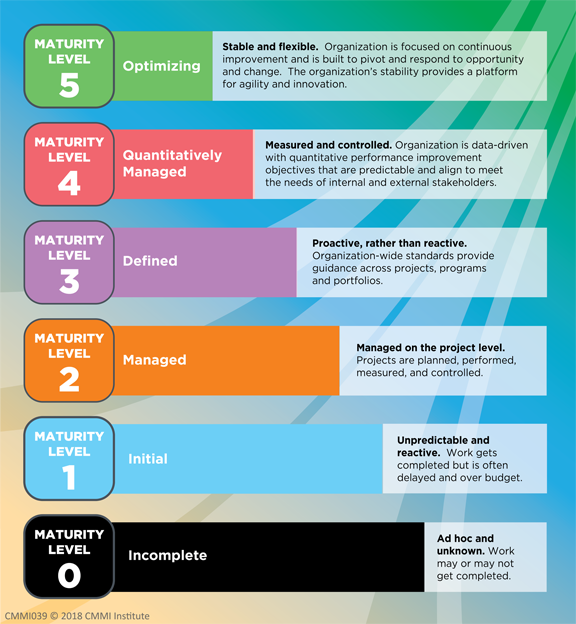 MATURITY
LEVEL
5
Optimizing
Stable and flexible. Organization is focused on continuous
improvement and is built to pivot and respond to opportunity
and change. The organization's stability provides a platform
for agility and innovation.
MATURITY
LEVEL
4
Quantitatively
Managed
Measured and controlled. Organization is data-driven
with quantitative performance improvement
objectives that are predictable and align to meet
the needs of internal and external stakeholders.
MATURITY
LEVEL
3
Defined
Proactive, rather than reactive.
Organization-wide standards provide
guidance across projects, programs
and portfolios.
MATURITY
LEVEL
2
Managed
Managed on the project level.
Projects are planned, performed,
measured, and controlled.
MATURITY
LEVEL
1
Initial
Unpredictable and
reactive. Work gets
completed but is often
delayed and over budget.
MATURITY
LEVEL
0
Incomplete
Ad hoc and
unknown. Work
may or may not
get completed.
CMMI039 © 2018 CMMI Institute